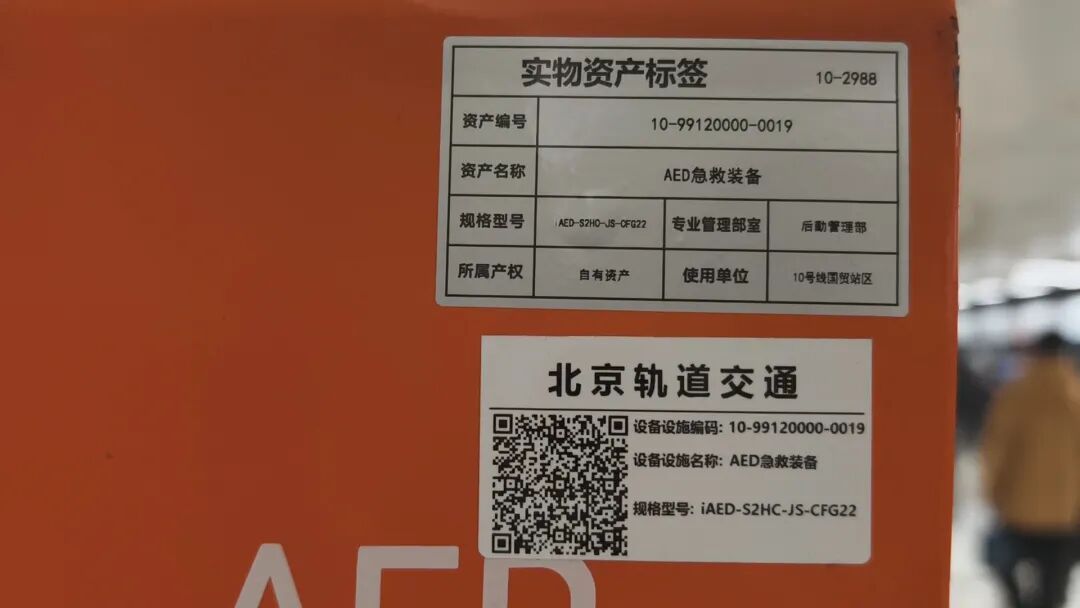 实物资产标签 10-2988
资产编号 10-99120000-0019
资产名称 AED急救装备
规格型号 iAED-S2HC-JS-CFG22 专业管理部室 后勤管理部
所属产权 自有资产 使用单位 10号线国贸站区
北京轨道交通
设备设施编码: 10-99120000-0019
设备设施名称: AED急救装备
规格型号: iAED-S2HC-JS-CFG22
AED